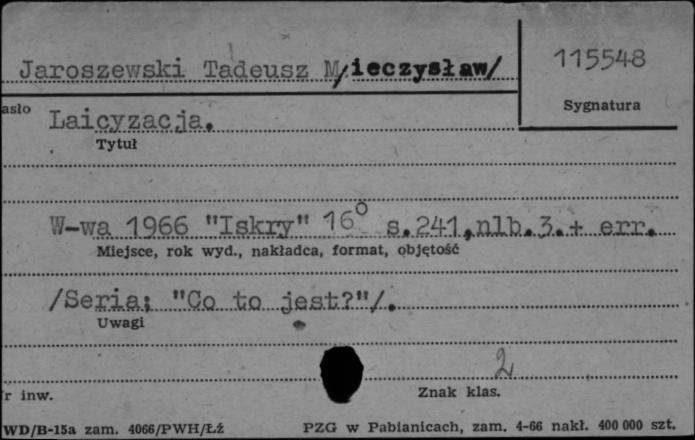 Jaroszewski Tadeusz M/ieczysław/
115548
Sygnatura
asło
Laicyzacja.
Tytuł
W-wa 1966 "Iskry" 16° s.241,nlb.3.+ err.
Miejsce, rok wyd., nakładca, format, objętość
/Seria; "Co to jest?"/.
Uwagi
2
r inw.
Znak klas.
WD/B-15a zam. 4066/PWH/Łź
PZG w Pabianicach, zam. 4-66 nakł. 400 000 szt.